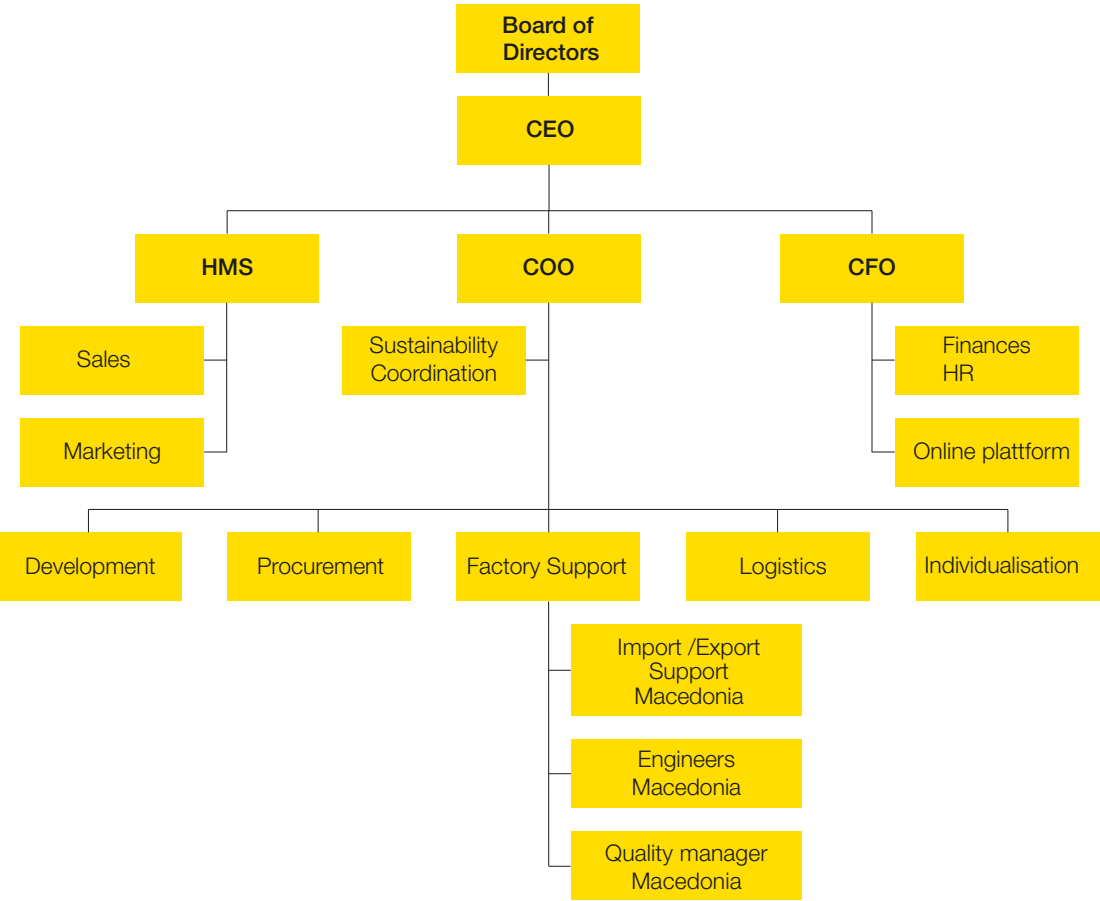 Board of
Directors
CEO
HMS
COO
CFO
Sales
Sustainability
Coordination
Finances
HR
Marketing
Online plattform
Development
Procurement
Factory Support
Logistics
Individualisation
Import /Export
Support
Macedonia
Engineers
Macedonia
Quality manager
Macedonia